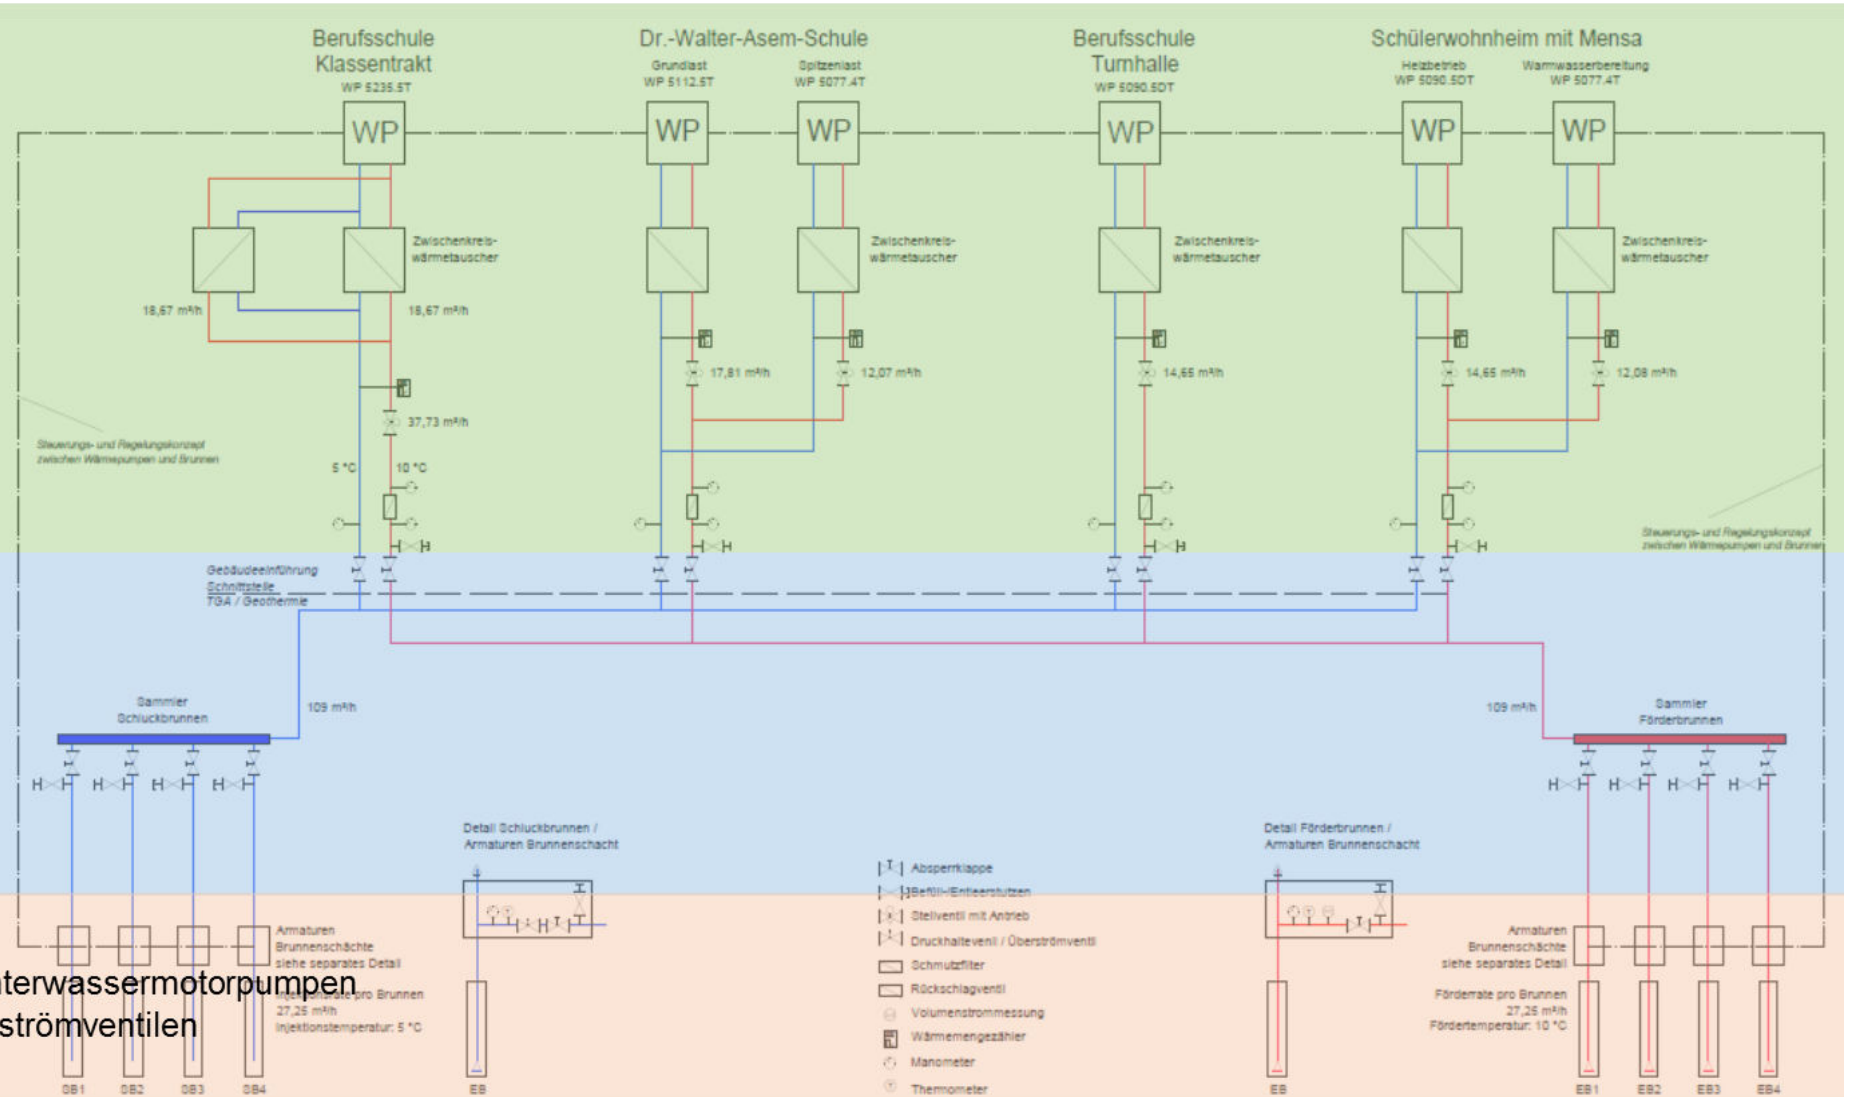 Berufsschule
Klassentrakt
WP 5235.5T
Dr.-Walter-Asem-Schule
Grundlast
WP 5112.5T
Spitzenlast
WP 5077.4T
Berufsschule
Turnhalle
WP 5090.5DT
Schülerwohnheim mit Mensa
Heizbetrieb
WP 5090.5DT
Warmwasserbereitung
WP 5077.4T
WP
WP
WP
WP
WP
WP
Zwischenkreis-
wärmetauscher
Zwischenkreis-
wärmetauscher
Zwischenkreis-
wärmetauscher
Zwischenkreis-
wärmetauscher
18,67 m³/h
18,67 m³/h
17,81 m³/h
12,07 m³/h
14,65 m³/h
14,65 m³/h
12,08 m³/h
37,73 m³/h
Steuerungs- und Regelungskonzept
zwischen Wärmepumpen und Brunnen
5 °C
10 °C
Steuerungs- und Regelungskonzept
zwischen Wärmepumpen und Brunnen
Gebäudeeinführung
Schnittstelle
TGA / Geothermie
Sammler
Schluckbrunnen
109 m³/h
109 m³/h
Sammler
Förderbrunnen
Detail Schluckbrunnen /
Armaturen Brunnenschacht
Detail Förderbrunnen /
Armaturen Brunnenschacht
Absperrklappe
Befüll-/Entleerstutzen
Stellventil mit Antrieb
Druckhalteventil / Überströmventil
Schmutzfilter
Rückschlagventil
Volumenstrommessung
Wärmemengezähler
Manometer
Thermometer
Armaturen
Brunnenschächte
siehe separates Detail
Injektionsrate pro Brunnen
27,25 m³/h
Injektionstemperatur: 5 °C
nterwassermotorpumpen
strömventilen
Armaturen
Brunnenschächte
siehe separates Detail
Förderrate pro Brunnen
27,25 m³/h
Fördertemperatur: 10 °C
SB1
SB2
SB3
SB4
EB
EB
EB1
EB2
EB3
EB4